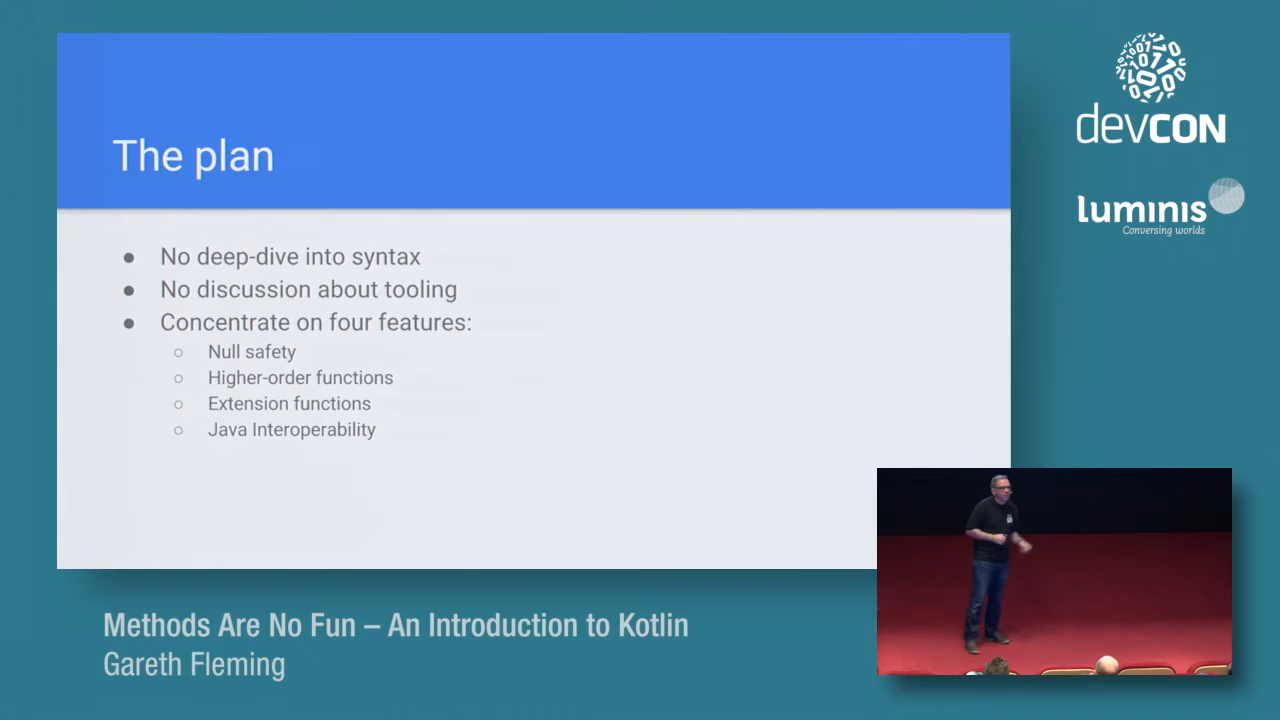 The plan
No deep-dive into syntax
No discussion about tooling
Concentrate on four features:
Null safety
Higher-order functions
Extension functions
Java Interoperability
devCON
luminis
Conversing worlds
Methods Are No Fun – An Introduction to Kotlin
Gareth Fleming